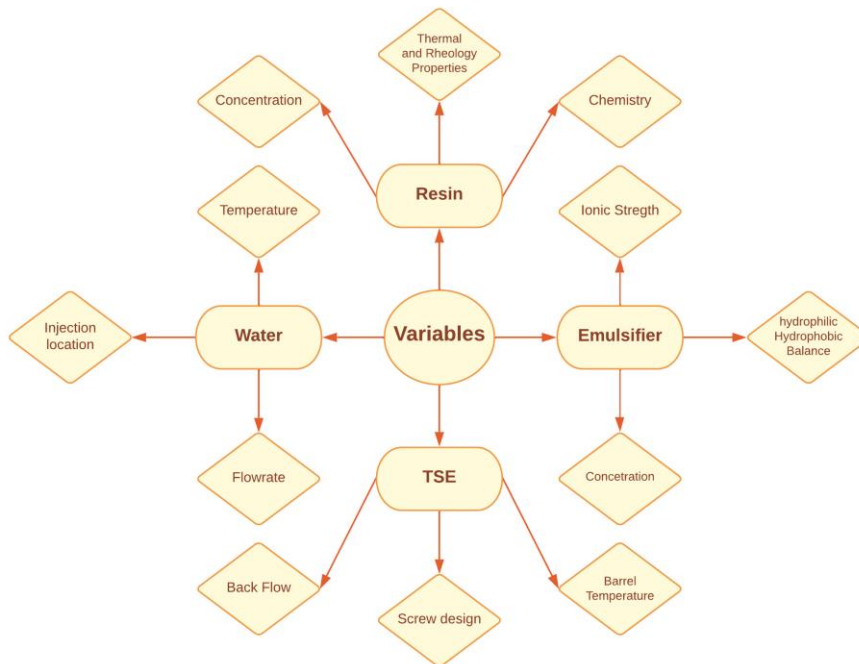 Thermal
and Rheology
Properties
Concentration
Chemistry
Resin
Temperature
Ionic Stregth
Injection
location
Water
Variables
Emulsifier
hydrophilic
Hydrophobic
Balance
Flowrate
TSE
Concetration
Back Flow
Screw design
Barrel
Temperature